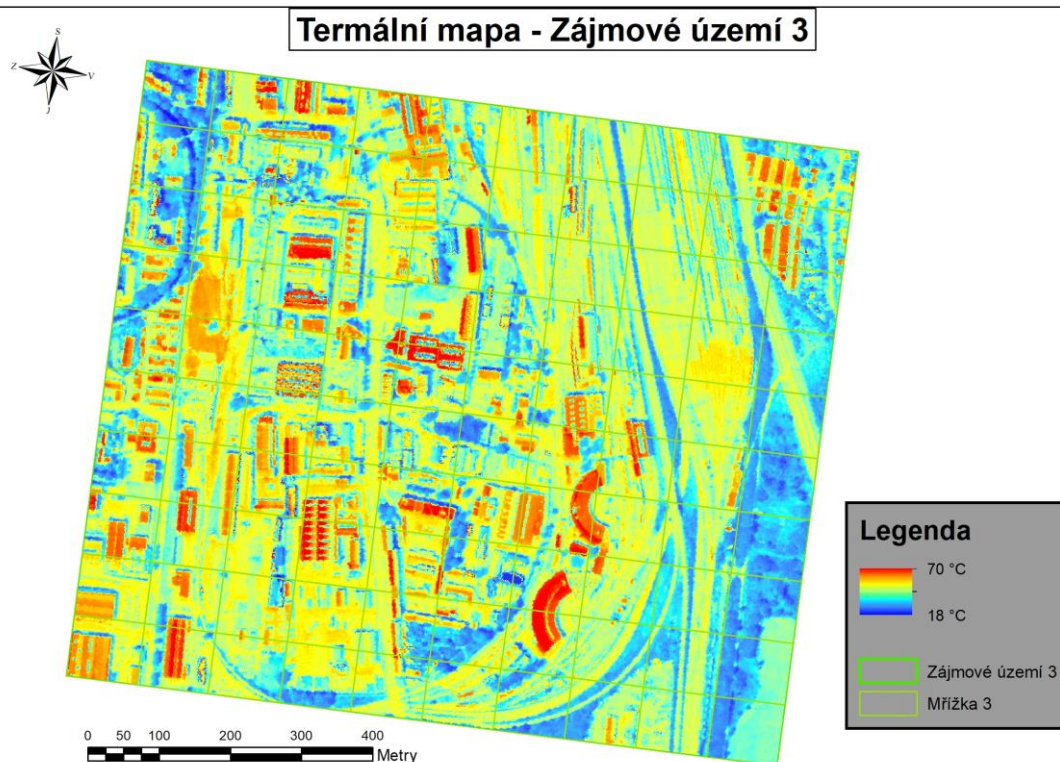 Termální mapa - Zájmové území 3
S
Z
V
J
Legenda
70 °C
18 °C
Zájmové území 3
Mřížka 3
0 50 100 200 300 400
Metry